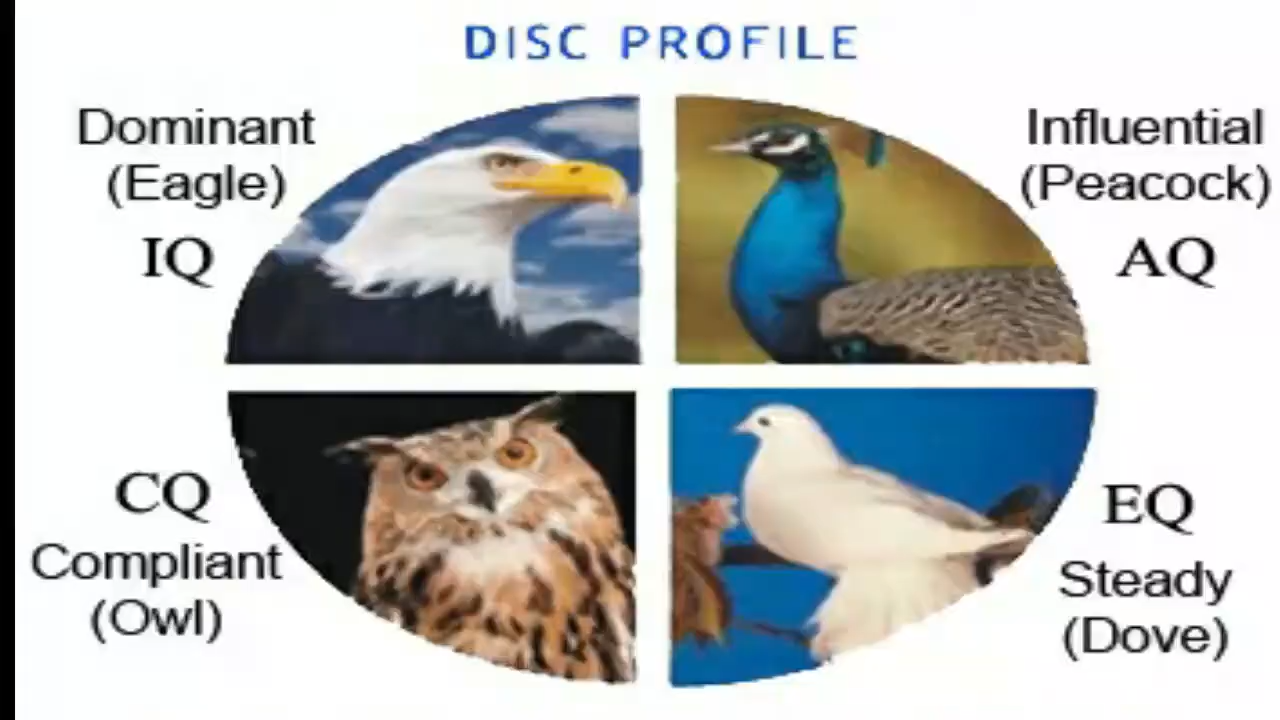 DISC PROFILE
Dominant
(Eagle)
IQ
Influential
(Peacock)
AQ
CQ
Compliant
(Owl)
EQ
Steady
(Dove)